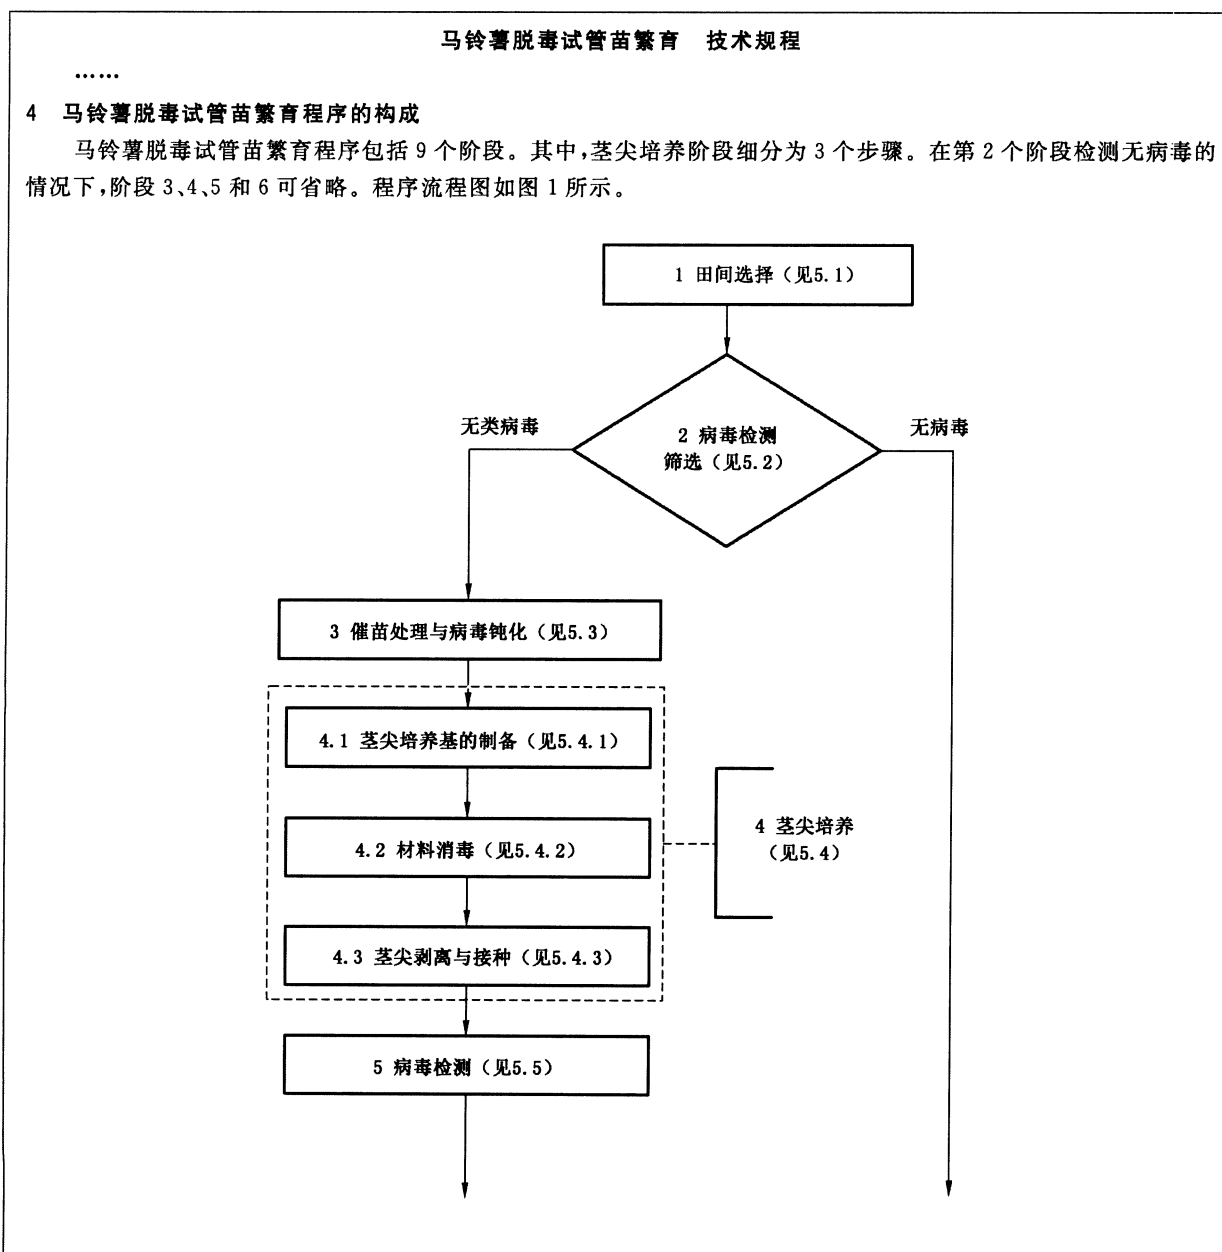 马铃薯脱毒试管苗繁育 技术规程
……
4 马铃薯脱毒试管苗繁育程序的构成
马铃薯脱毒试管苗繁育程序包括 9 个阶段。其中,茎尖培养阶段细分为 3 个步骤。在第 2 个阶段检测无病毒的
情况下,阶段 3、4、5 和 6 可省略。程序流程图如图 1 所示。
1 田间选择（见5.1）
无类病毒
2 病毒检测
筛选（见5.2）
无病毒
3 催苗处理与病毒钝化（见5.3）
4.1 茎尖培养基的制备（见5.4.1）
4.2 材料消毒（见5.4.2）
4 茎尖培养
（见5.4）
4.3 茎尖剥离与接种（见5.4.3）
5 病毒检测（见5.5）